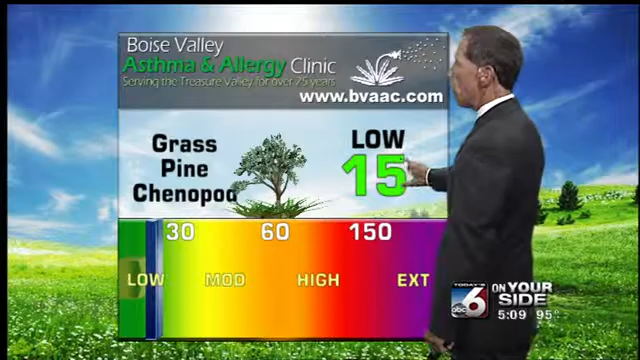 Boise Valley
Asthma & Allergy Clinic
Serving the Treasure Valley for over 25 years
www.bvaac.com
Grass
Pine
Chenopod
LOW
15
30 60 150
LOW MOD HIGH EXT
TODAY'S
abc 6
ON YOUR
SIDE
5:09 95°